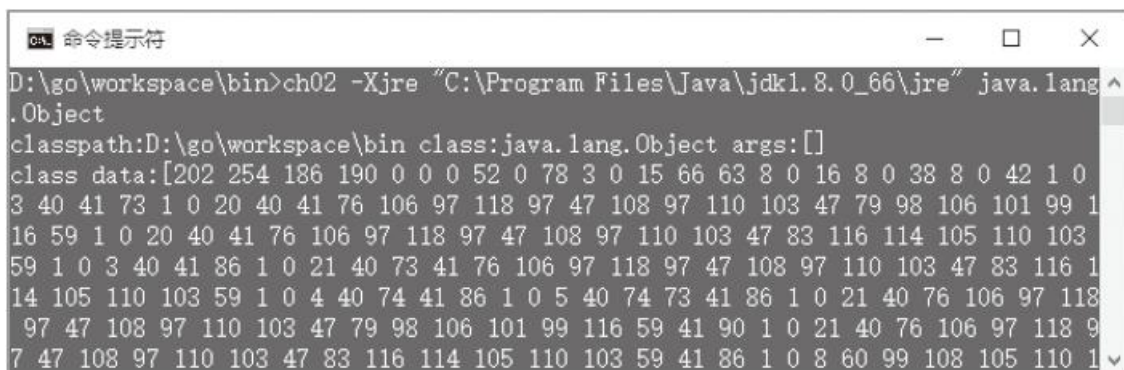 命令提示符
D:\go\workspace\bin>ch02 -Xjre "C:\Program Files\Java\jdk1.8.0_66\jre" java.lang
.Object
classpath:D:\go\workspace\bin class:java.lang.Object args:[]
class data:[202 254 186 190 0 0 0 52 0 78 3 0 15 66 63 8 0 16 8 0 38 8 0 42 1 0
3 40 41 73 1 0 20 40 41 76 106 97 118 97 47 108 97 110 103 47 79 98 106 101 99 1
16 59 1 0 20 40 41 76 106 97 118 97 47 108 97 110 103 47 83 116 114 105 110 103
59 1 0 3 40 41 86 1 0 21 40 73 41 76 106 97 118 97 47 108 97 110 103 47 83 116 1
14 105 110 103 59 1 0 4 40 74 41 86 1 0 5 40 74 73 41 86 1 0 21 40 76 106 97 118
97 47 108 97 110 103 47 79 98 106 101 99 116 59 41 90 1 0 21 40 76 106 97 118 9
7 47 108 97 110 103 47 83 116 114 105 110 103 59 41 86 1 0 8 60 99 108 105 110 1